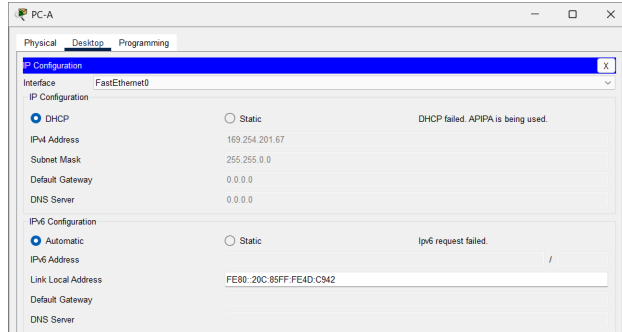 PC-A
Physical Desktop Programming
IP Configuration X
Interface FastEthernet0
IP Configuration
DHCP Static DHCP failed. APIPA is being used.
IPv4 Address 169.254.201.67
Subnet Mask 255.255.0.0
Default Gateway 0.0.0.0
DNS Server 0.0.0.0
IPv6 Configuration
Automatic Static Ipv6 request failed.
IPv6 Address /
Link Local Address FE80::20C:85FF:FE4D:C942
Default Gateway
DNS Server